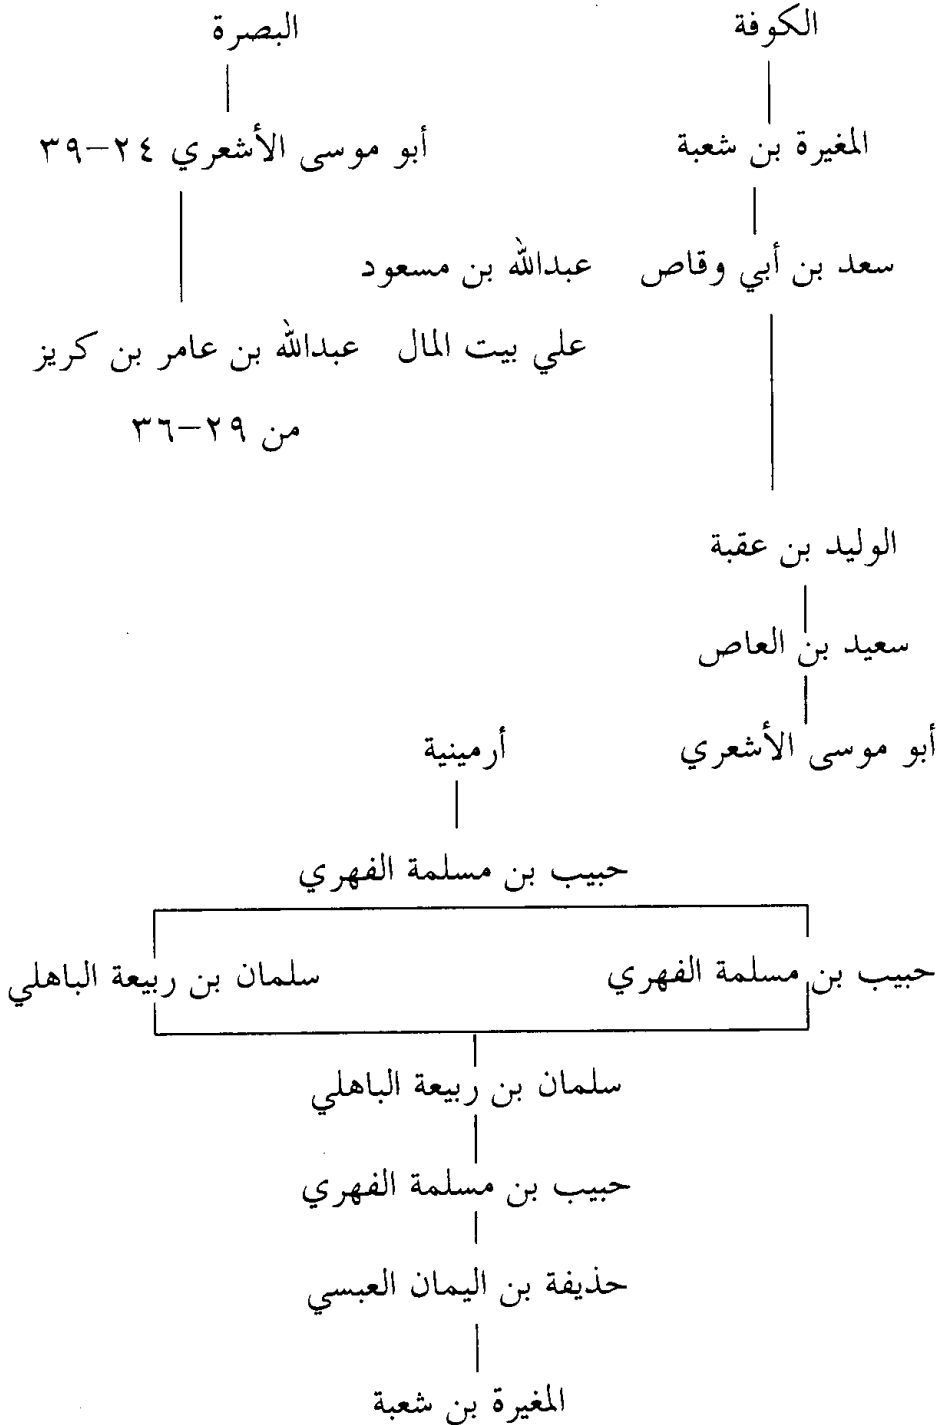 الكوفة البصرة
المغيرة بن شعبة أبو موسى الأشعري ٢٤-٣٩
سعد بن أبي وقاص عبدالله بن مسعود
علي بيت المال عبدالله بن عامر بن كريز
من ٢٩-٣٦
الوليد بن عقبة
سعيد بن العاص
أبو موسى الأشعري أرمينية
حبيب بن مسلمة الفهري
حبيب بن مسلمة الفهري سلمان بن ربيعة الباهلي
سلمان بن ربيعة الباهلي
حبيب بن مسلمة الفهري
حذيفة بن اليمان العبسي
المغيرة بن شعبة